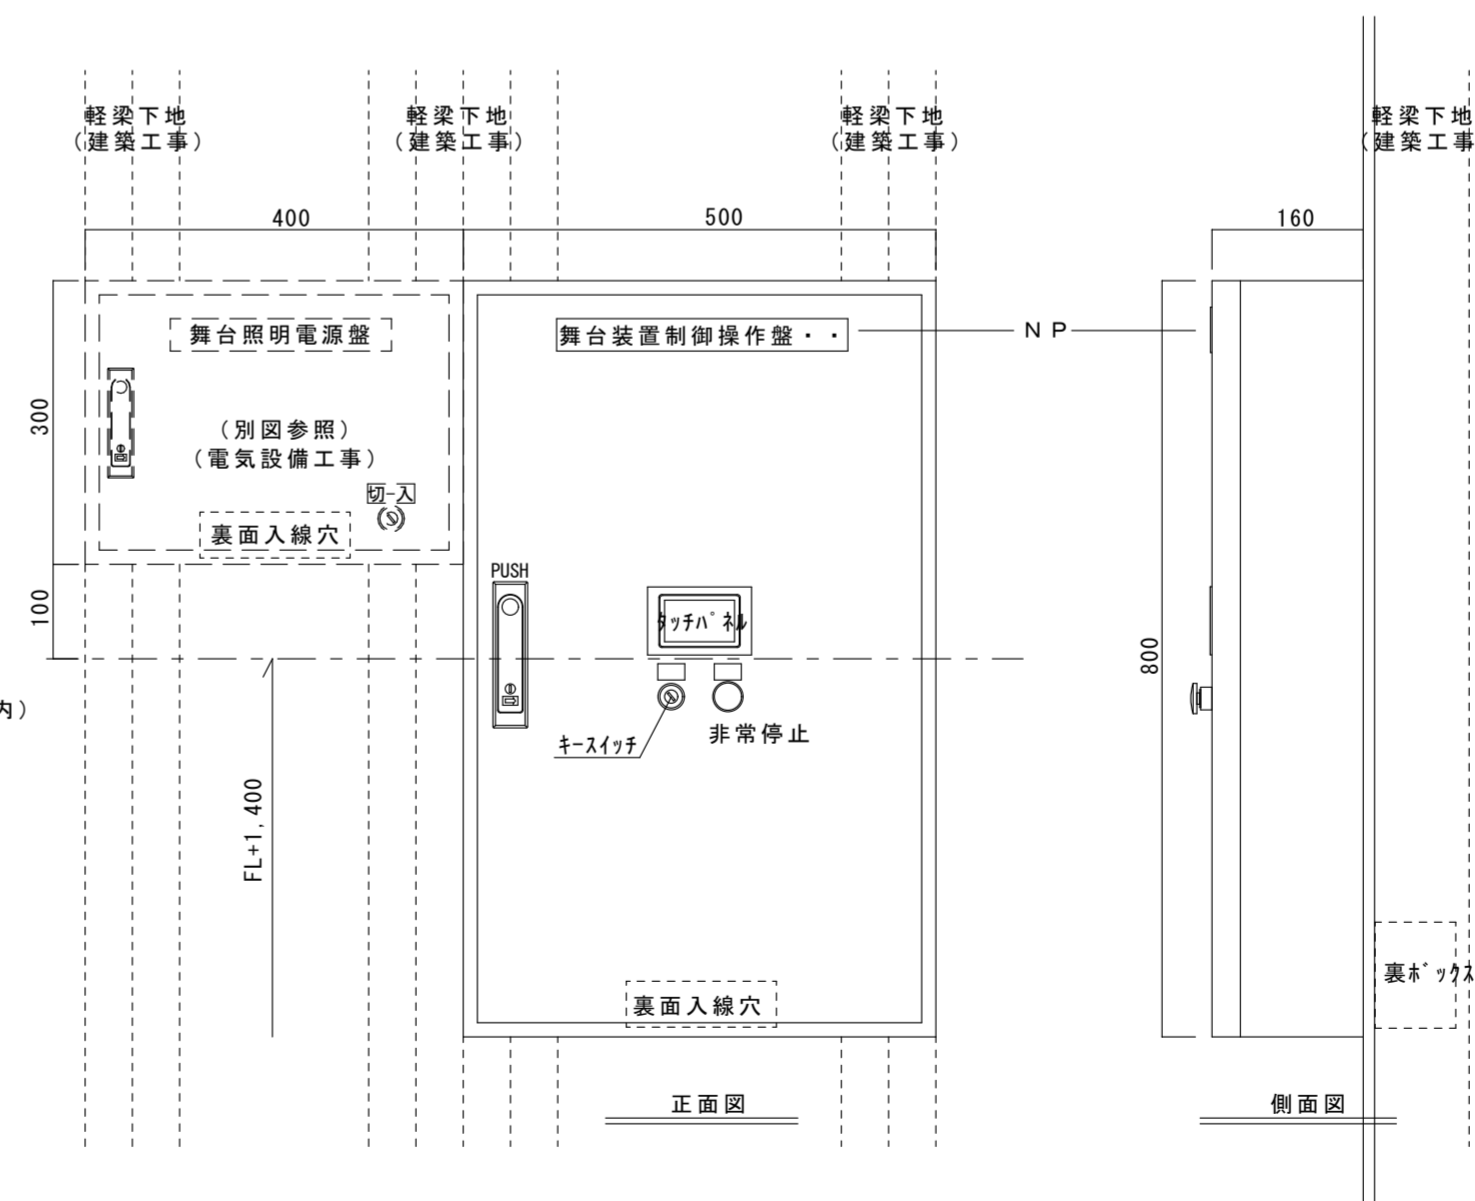 軽梁下地
(建築工事)
軽梁下地
(建築工事)
軽梁下地
(建築工事)
軽梁下地
(建築工事
400
500
160
舞台照明電源盤
舞台装置制御操作盤・・
NP
300
(別図参照)
(電気設備工事)
切-入
裏面入線穴
PUSH
100
タッチパネル
800
内)
キースイッチ
非常停止
FL+1,400
裏ボックス
裏面入線穴
正面図
側面図